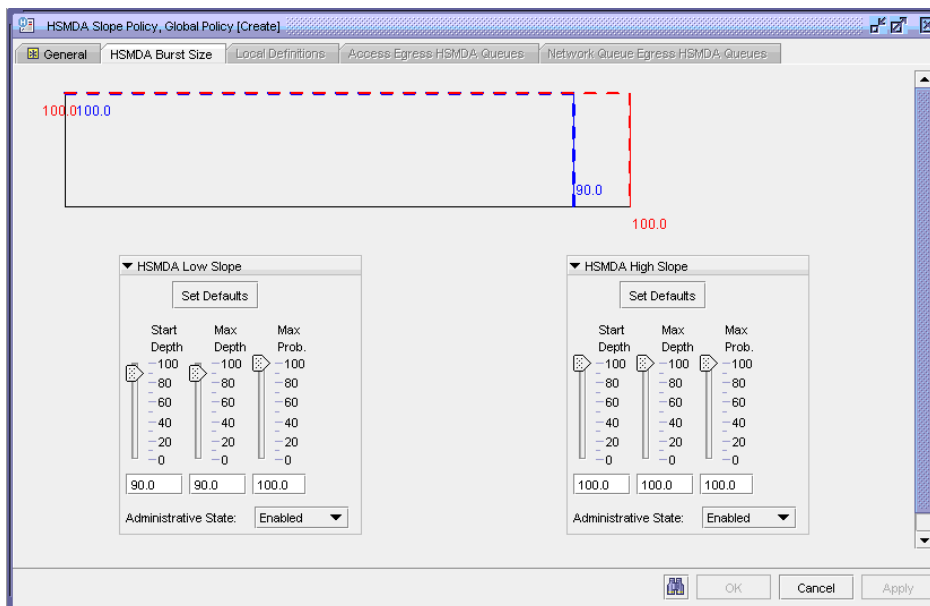 HSMDA Slope Policy, Global Policy [Create]
General HSMDA Burst Size Local Definitions Access Egress HSMDA Queues Network Queue Egress HSMDA Queues
100.0 100.0
90.0
100.0
HSMDA Low Slope
Set Defaults
Start Depth Max Depth Max Prob.
100 100 100
80 80 80
60 60 60
40 40 40
20 20 20
0 0 0
90.0 90.0 100.0
Administrative State: Enabled
HSMDA High Slope
Set Defaults
Start Depth Max Depth Max Prob.
100 100 100
80 80 80
60 60 60
40 40 40
20 20 20
0 0 0
100.0 100.0 100.0
Administrative State: Enabled
OK Cancel Apply